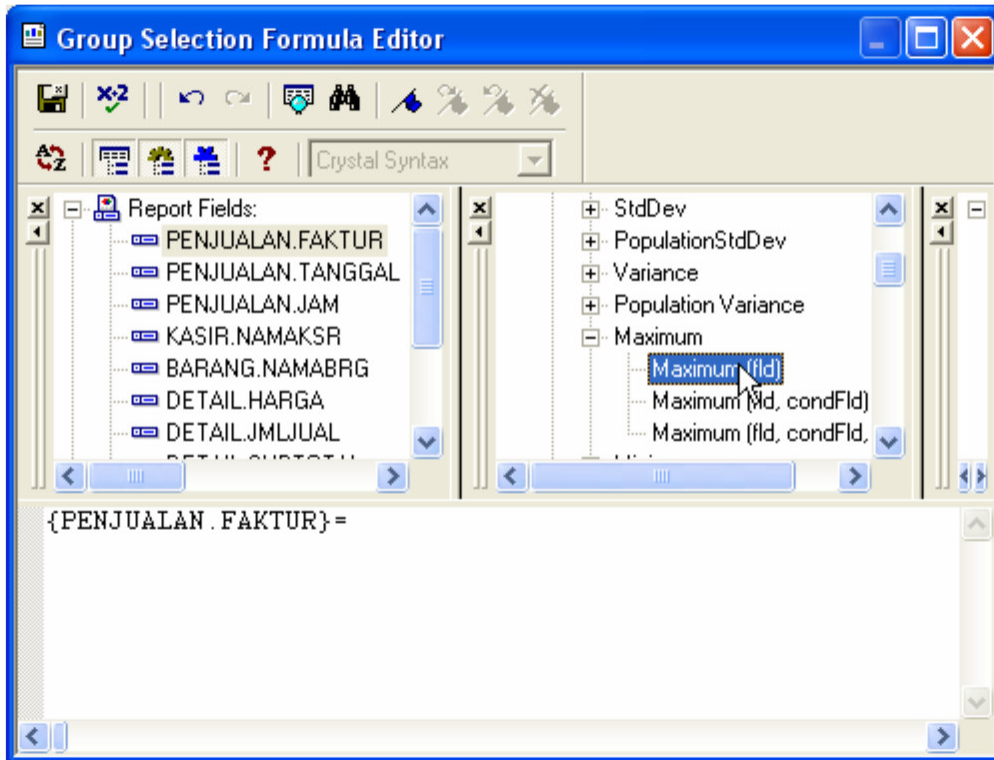 Group Selection Formula Editor
x+2
Crystal Syntax
Report Fields:
PENJUALAN.FAKTUR
PENJUALAN.TANGGAL
PENJUALAN.JAM
KASIR.NAMAKSR
BARANG.NAMABRG
DETAIL.HARGA
DETAIL.JMLJUAL
StdDev
PopulationStdDev
Variance
Population Variance
Maximum
Maximum (fld)
Maximum (fld, condFld)
Maximum (fld, condFld,
{PENJUALAN.FAKTUR}=